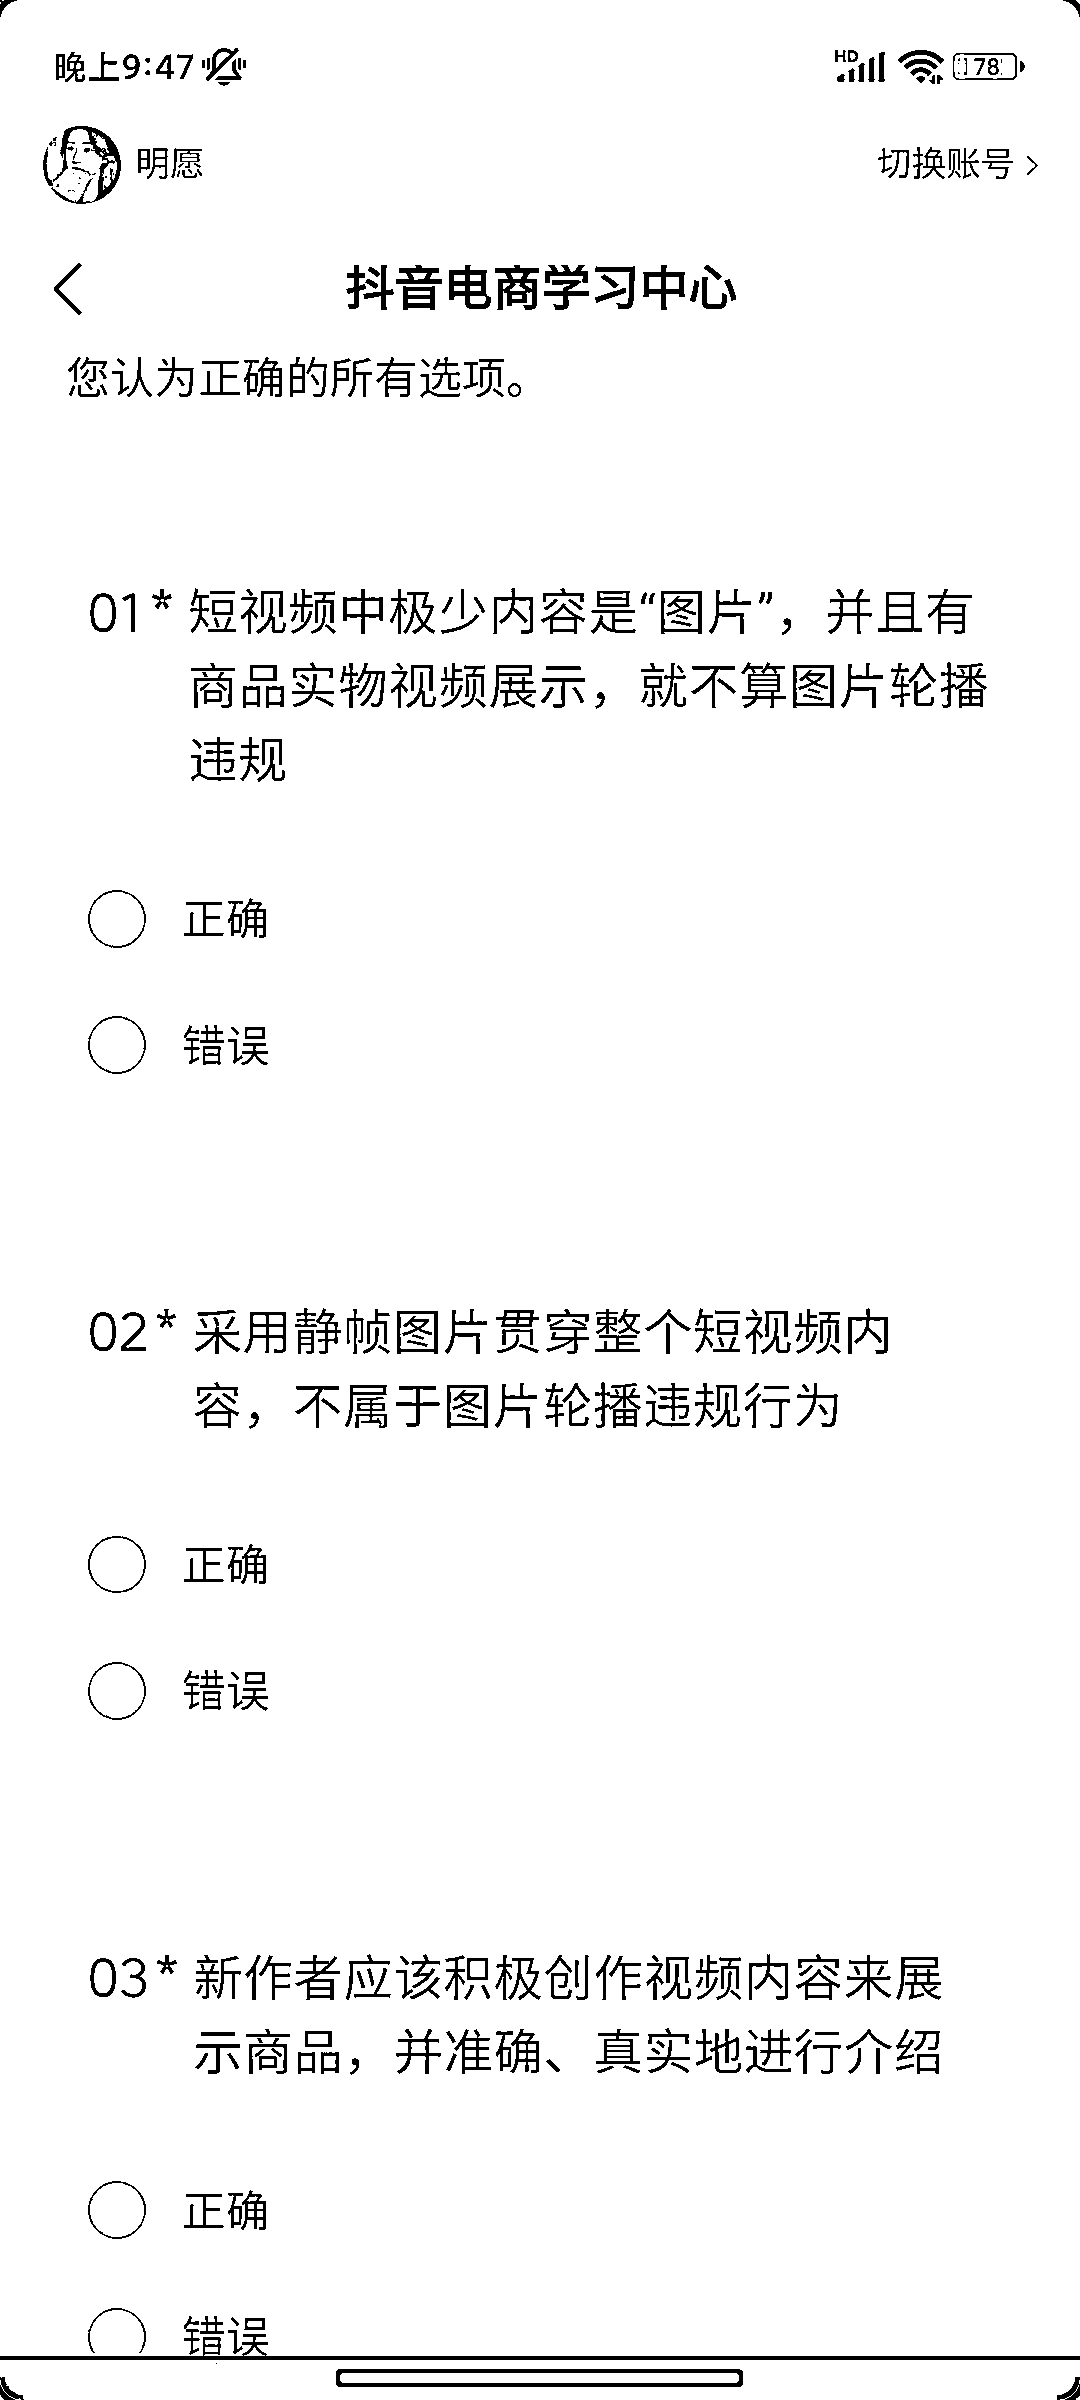 晚上9:47 HD 78
明愿 切换账号
抖音电商学习中心
您认为正确的所有选项。
01* 短视频中极少内容是“图片”，并且有
商品实物视频展示，就不算图片轮播
违规
正确
错误
02* 采用静帧图片贯穿整个短视频内
容，不属于图片轮播违规行为
正确
错误
03* 新作者应该积极创作视频内容来展
示商品，并准确、真实地进行介绍
正确
错误